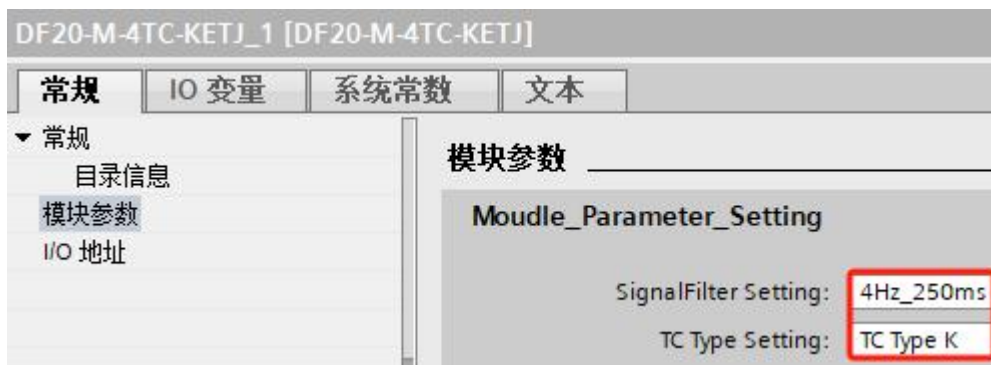 DF20-M-4TC-KETJ_1 [DF20-M-4TC-KETJ]
常规 IO 变量 系统常数 文本
常规
目录信息
模块参数
I/O 地址
模块参数
Moudle_Parameter_Setting
SignalFilter Setting: 4Hz_250ms
TC Type Setting: TC Type K